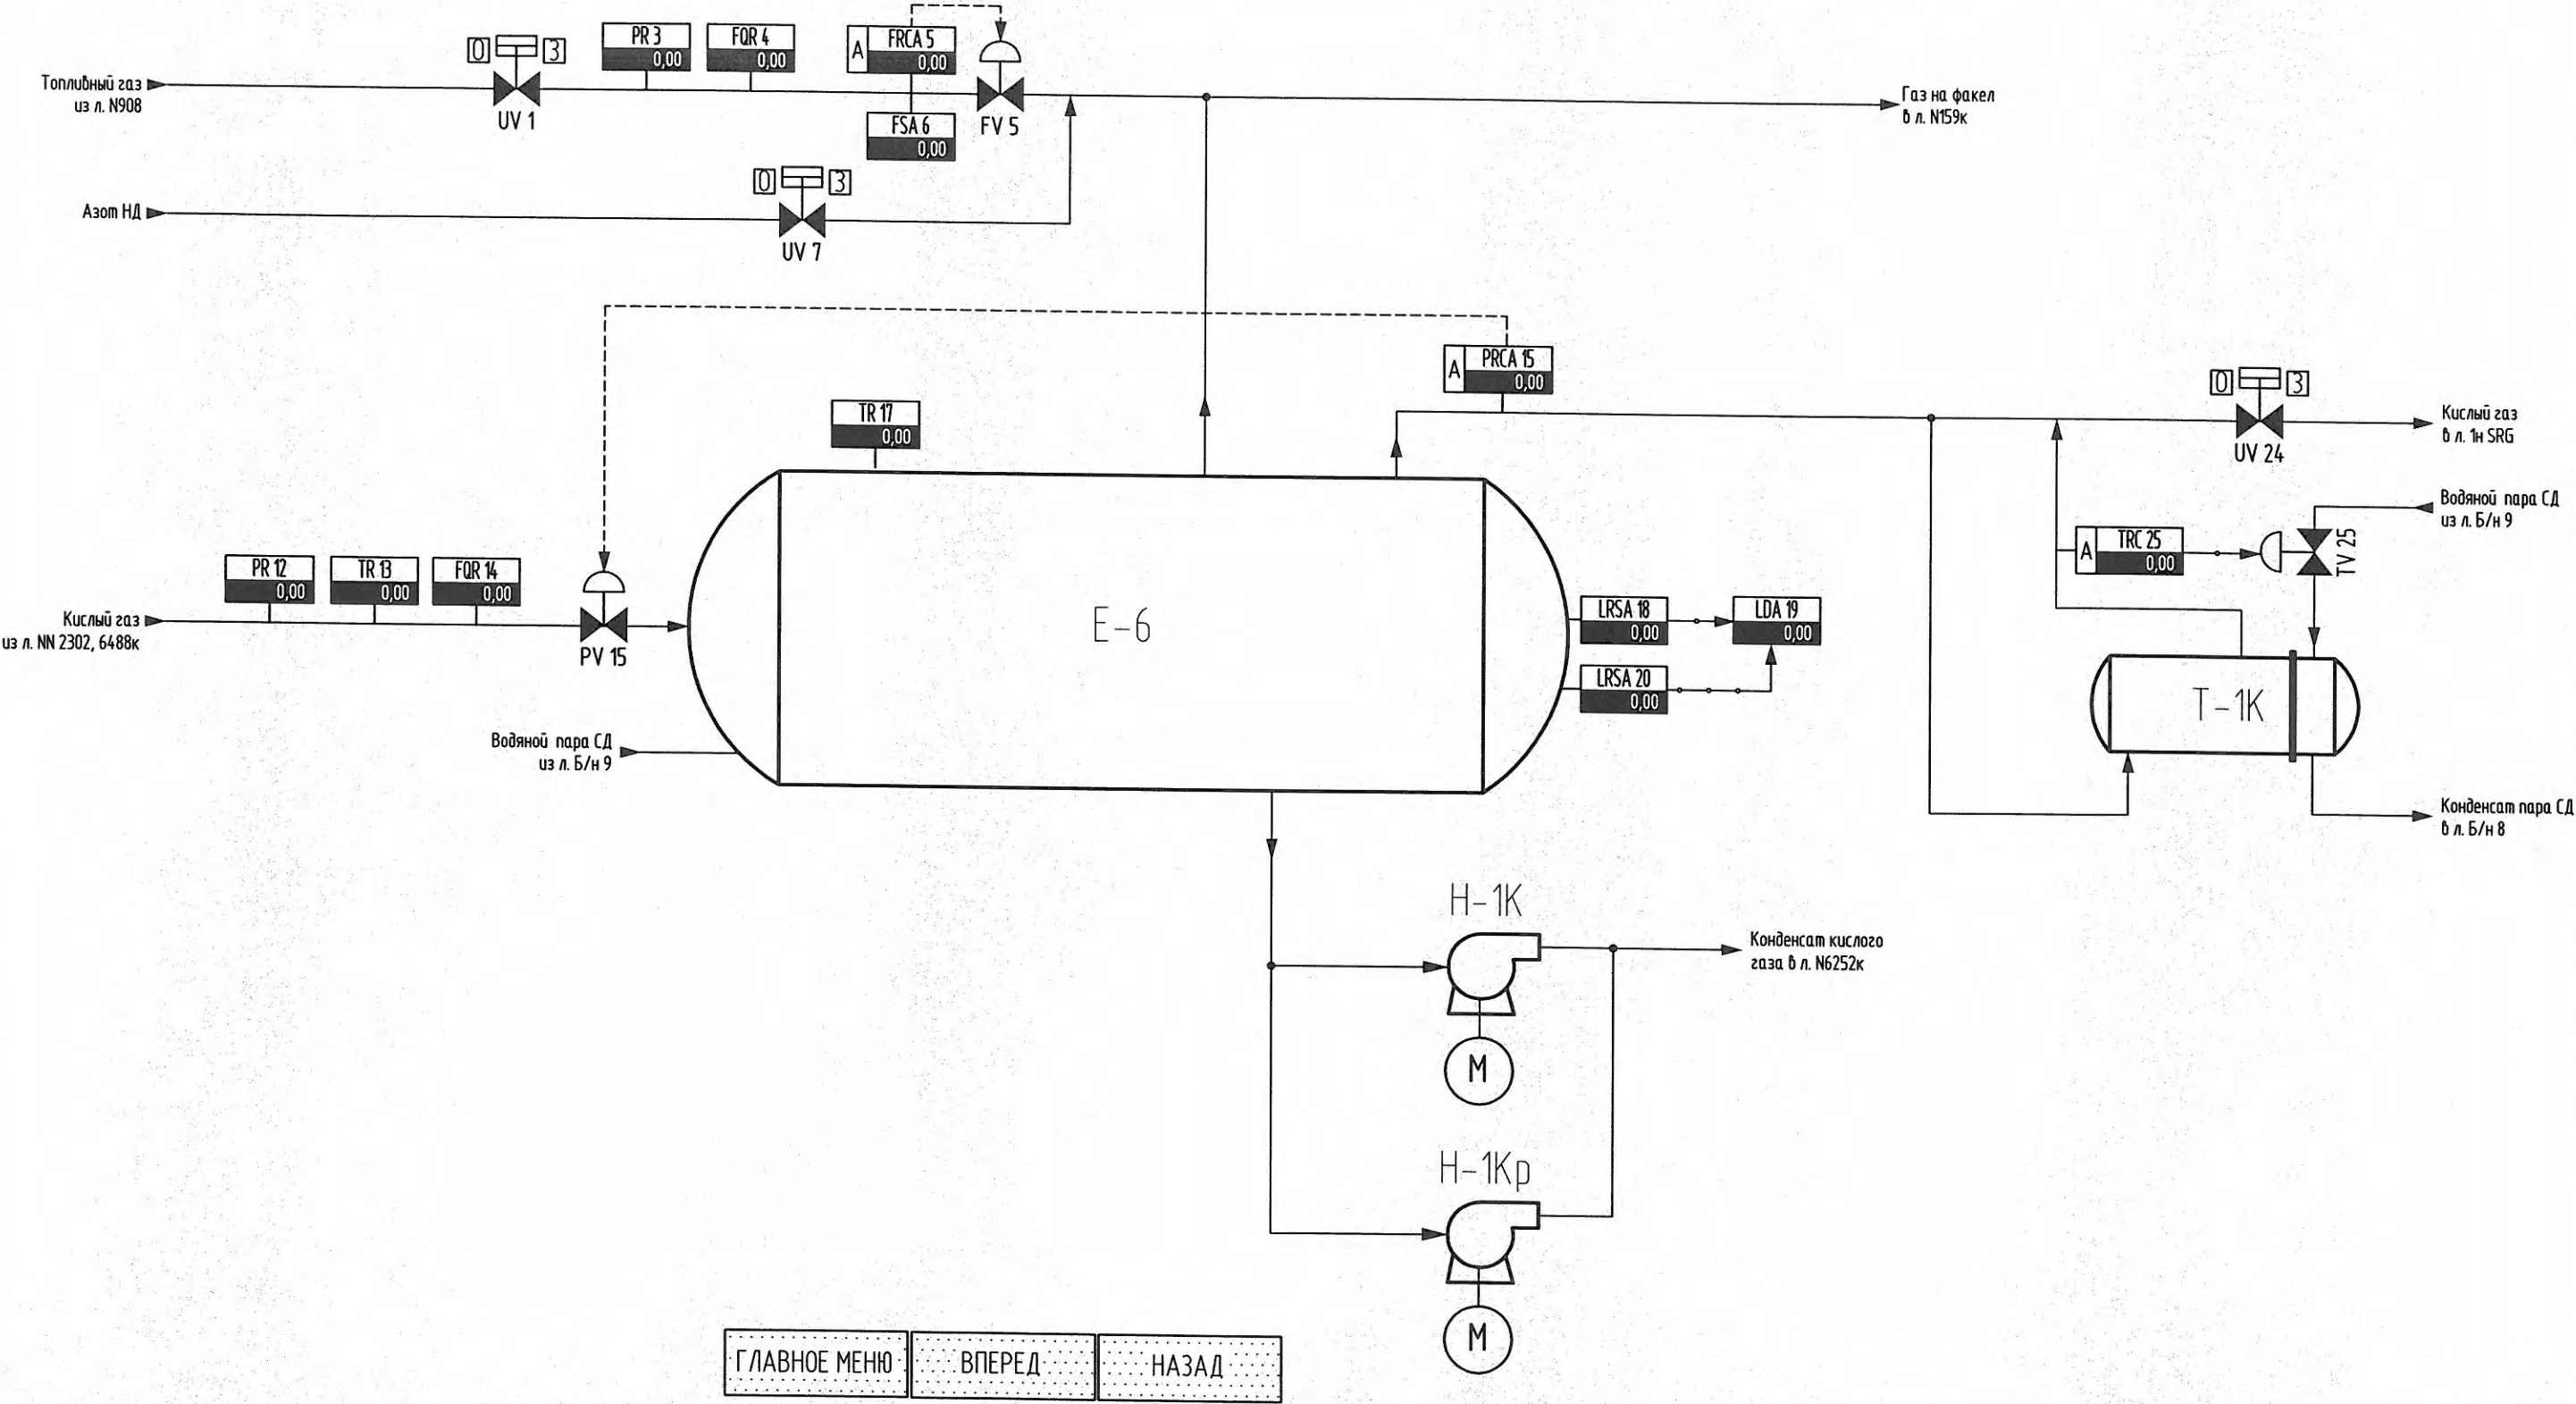 PR 3
0,00
FQR 4
0,00
A
FRCA 5
0,00
O
З
Топливный газ
из л. N908
UV 1
FSA 6
0,00
FV 5
Газ на факел
в л. N159к
O
З
Азот НД
UV 7
A
PRCA 15
0,00
O
З
TR 17
0,00
Кислый газ
в л. 1н SRG
UV 24
Водяной пара СД
из л. Б/н 9
A
TRC 25
0,00
TV 25
PR 12
0,00
TR 13
0,00
FQR 14
0,00
Кислый газ
из л. NN 2302, 6488к
PV 15
E-6
LRSA 18
0,00
LDA 19
0,00
LRSA 20
0,00
Т-1К
Водяной пара СД
из л. Б/н 9
Конденсат пара СД
в л. Б/н 8
Н-1К
Конденсат кислого
газа в л. N6252к
М
Н-1Кр
М
ГЛАВНОЕ МЕНЮ
ВПЕРЕД
НАЗАД